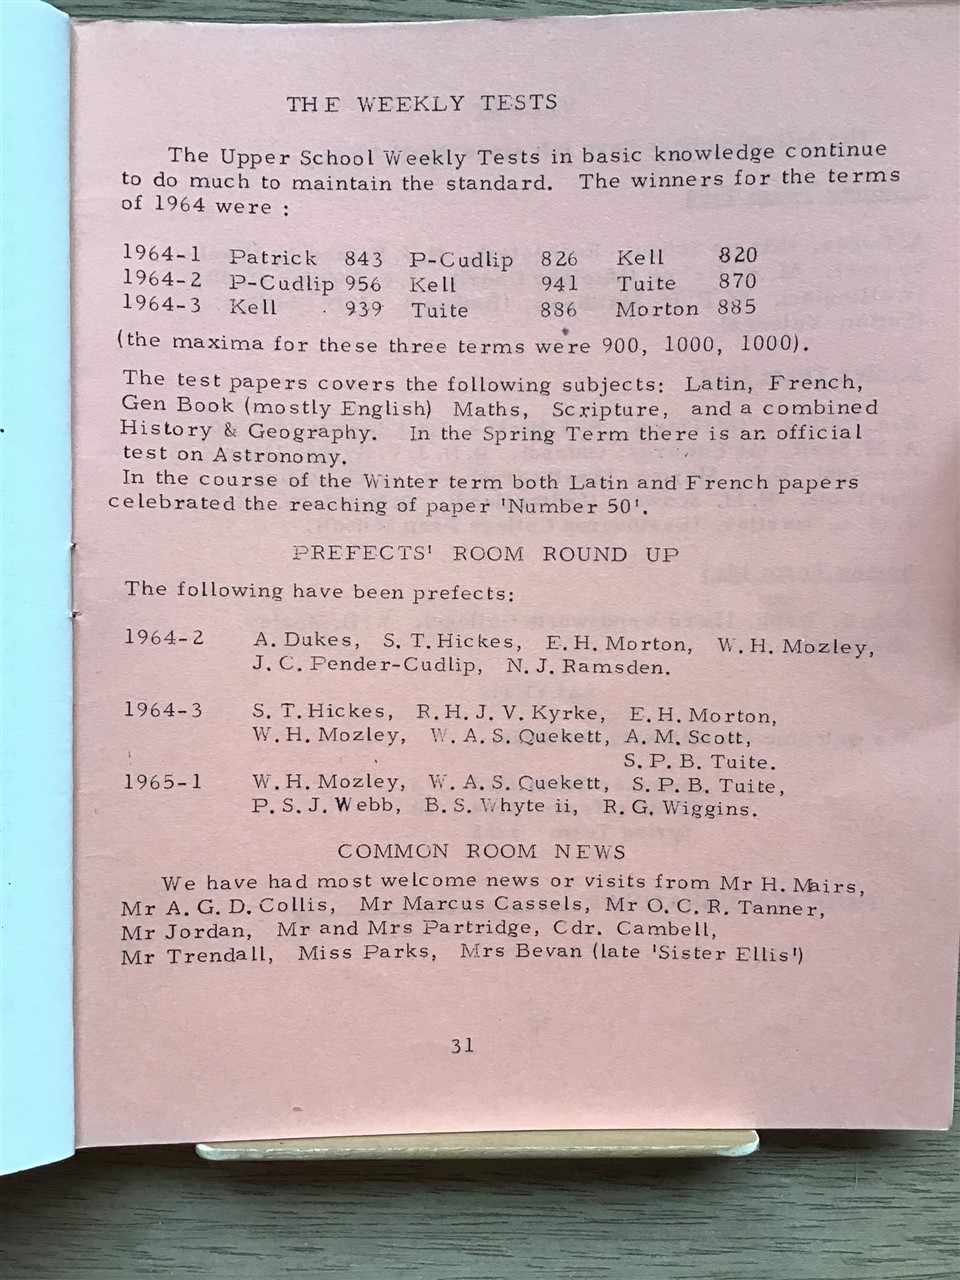 THE WEEKLY TESTS
The Upper School Weekly Tests in basic knowledge continue
to do much to maintain the standard. The winners for the terms
of 1964 were :
1964-1 Patrick 843 P-Cudlip 826 Kell 820
1964-2 P-Cudlip 956 Kell 941 Tuite 870
1964-3 Kell 939 Tuite 886 Morton 885
(the maxima for these three terms were 900, 1000, 1000).
The test papers covers the following subjects: Latin, French,
Gen Book (mostly English) Maths, Scripture, and a combined
History & Geography. In the Spring Term there is an official
test on Astronomy.
In the course of the Winter term both Latin and French papers
celebrated the reaching of paper 'Number 50'.
PREFECTS' ROOM ROUND UP
The following have been prefects:
1964-2 A. Dukes, S. T. Hickes, E. H. Morton, W. H. Mozley,
J. C. Pender-Cudlip, N. J. Ramsden.
1964-3 S. T. Hickes, R. H. J. V. Kyrke, E. H. Morton,
W. H. Mozley, W. A. S. Quekett, A. M. Scott,
S. P. B. Tuite.
1965-1 W. H. Mozley, W. A. S. Quekett, S. P. B. Tuite,
P. S. J. Webb, B. S. Whyte ii, R. G. Wiggins.
COMMON ROOM NEWS
We have had most welcome news or visits from Mr H. Mairs,
Mr A. G. D. Collis, Mr Marcus Cassels, Mr O. C. R. Tanner,
Mr Jordan, Mr and Mrs Partridge, Cdr. Cambell,
Mr Trendall, Miss Parks, Mrs Bevan (late 'Sister Ellis')
31